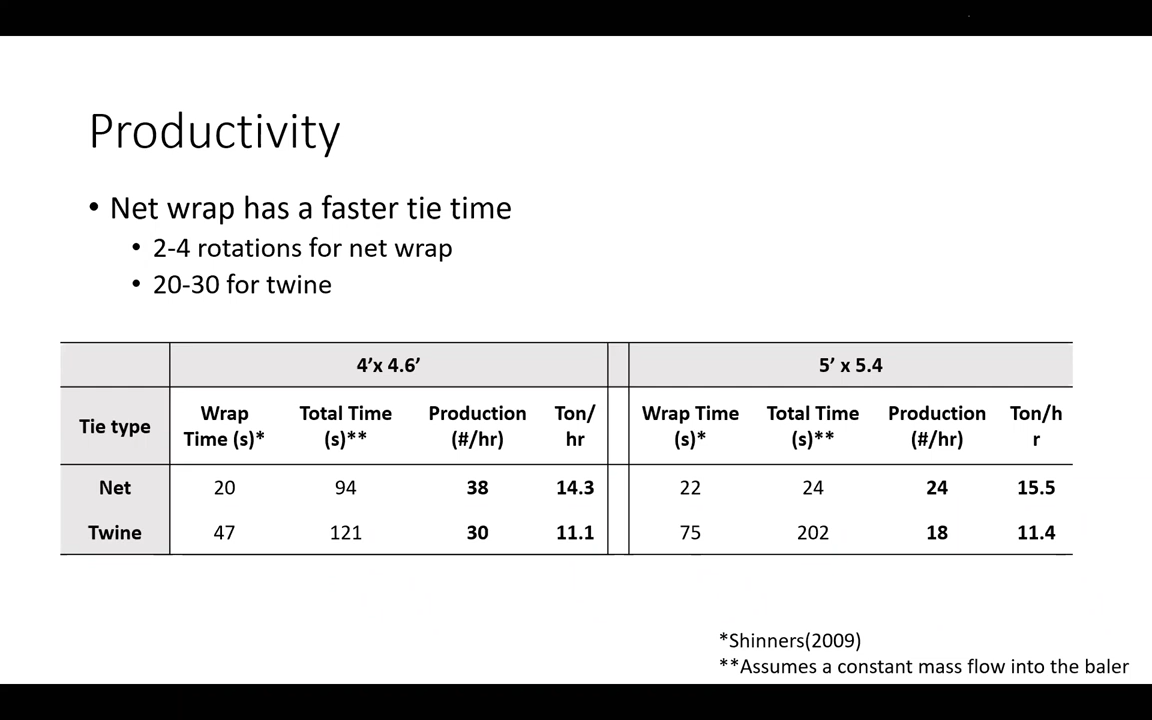 Productivity
• Net wrap has a faster tie time
• 2-4 rotations for net wrap
• 20-30 for twine
4’x 4.6’ 5’ x 5.4
Tie type Wrap Time (s)* Total Time (s)** Production (#/hr) Ton/ hr Wrap Time (s)* Total Time (s)** Production (#/hr) Ton/h r
Net 20 94 38 14.3 22 24 24 15.5
Twine 47 121 30 11.1 75 202 18 11.4
*Shinners(2009)
**Assumes a constant mass flow into the baler